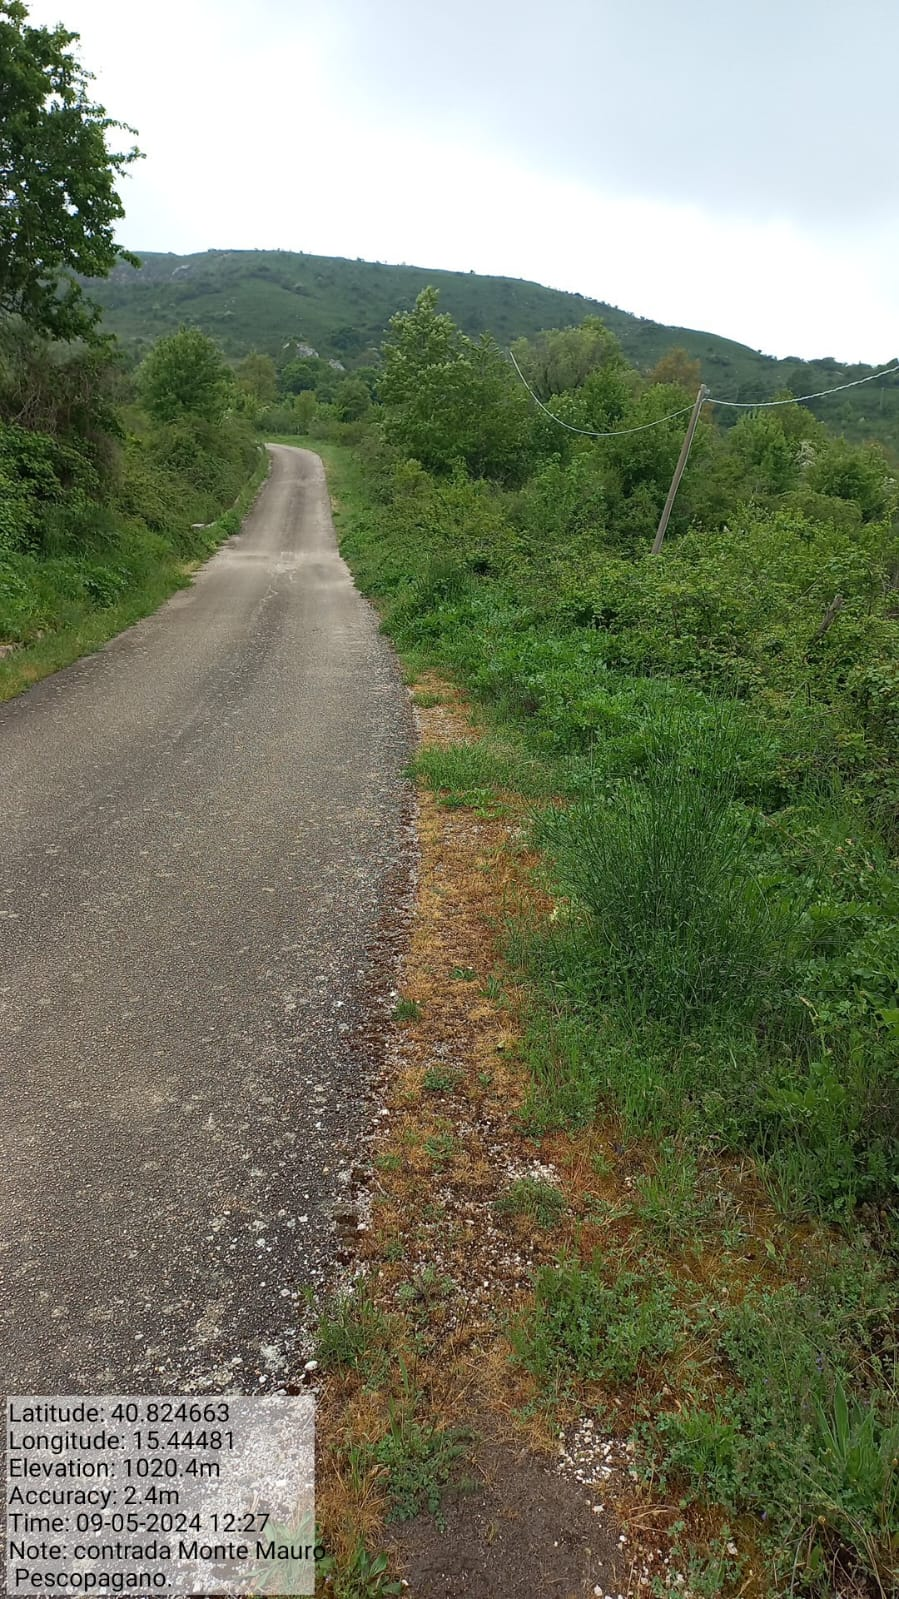 Latitude: 40.824663
Longitude: 15.44481
Elevation: 1020.4m
Accuracy: 2.4m
Time: 09-05-2024 12:27
Note: contrada Monte Mauro
Pescopagano.